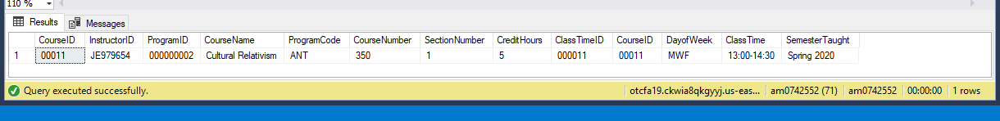 110 %
Results Messages
CourseID InstructorID ProgramID CourseName ProgramCode CourseNumber SectionNumber CreditHours ClassTimeID CourseID DayofWeek ClassTime SemesterTaught
1 00011 JE979654 000000002 Cultural Relativism ANT 350 1 5 000011 00011 MWF 13:00-14:30 Spring 2020
Query executed successfully. otcfa19.ckwia8qkgyyj.us-eas... am0742552 (71) am0742552 00:00:00 1 rows